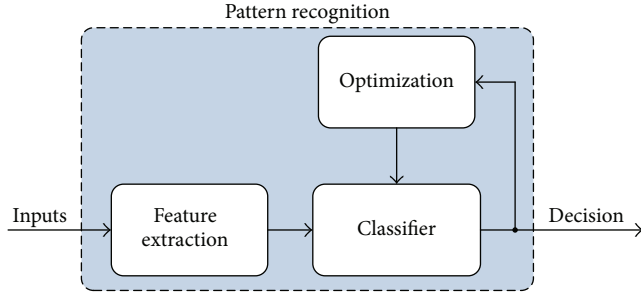 Pattern recognition
Optimization
Inputs
Feature
extraction
Classifier
Decision